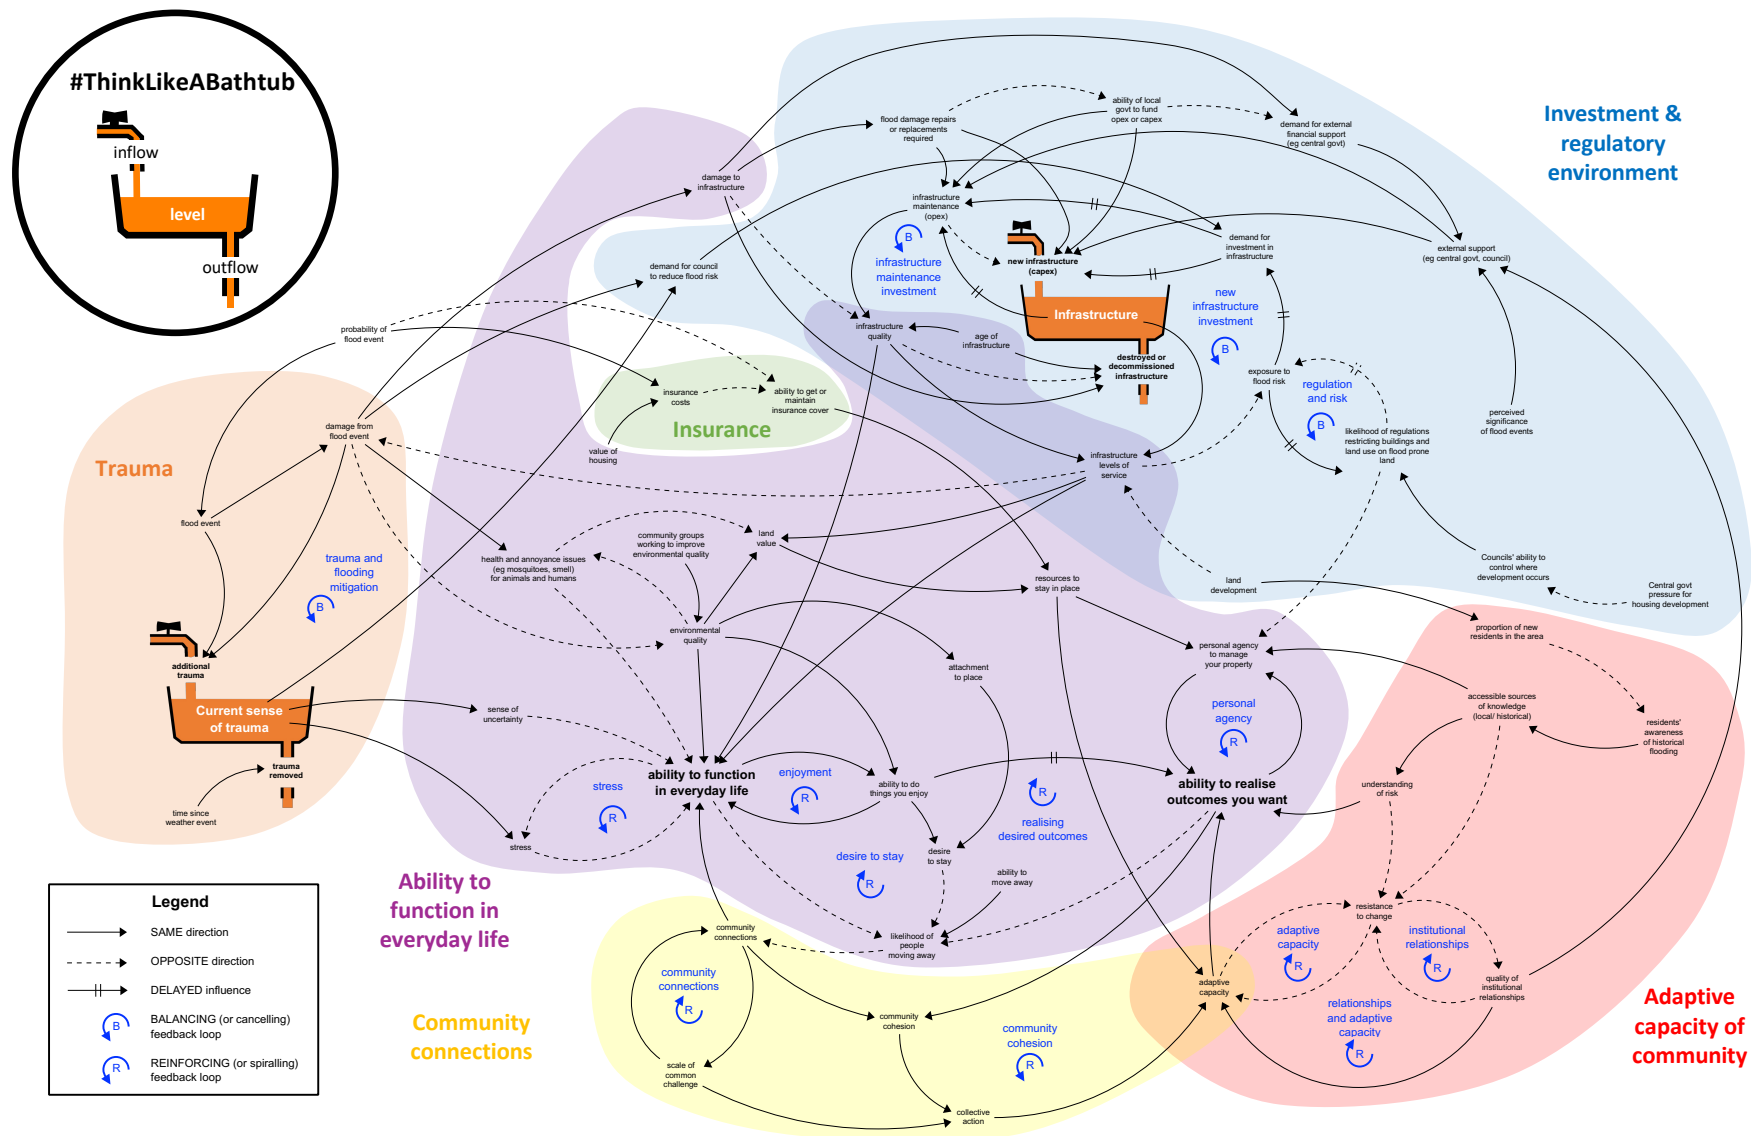 #ThinkLikeABathtub
inflow
level
outflow
Investment &
regulatory
environment
ability of local
govt to fund
opex or capex
flood damage repairs
or replacements
required
demand for external
financial support
(eg central govt)
damage to
infrastructure
infrastructure
maintenance
(opex)
B
infrastructure
maintenance
investment
new infrastructure
(capex)
demand for
investment in
infrastructure
external support
(eg central govt, council)
demand for council
to reduce flood risk
Infrastructure
new
infrastructure
investment
B
probability of
flood event
infrastructure
quality
age of
infrastructure
destroyed or
decommissioned
infrastructure
exposure to
flood risk
regulation
and risk
B
insurance
costs
ability to get or
maintain
insurance cover
Insurance
value of
housing
perceived
significance
of flood events
likelihood of regulations
restricting buildings and
land use on flood prone
land
damage from
flood event
Trauma
infrastructure
levels of
service
flood event
trauma and
flooding
mitigation
B
health and annoyance issues
(eg mosquitoes, smell)
for animals and humans
community groups
working to improve
environmental quality
land
value
resources to
stay in place
land
development
Councils' ability to
control where
development occurs
Central govt
pressure for
housing development
environmental
quality
proportion of new
residents in the area
personal agency
to manage
your property
attachment
to place
additional
trauma
Current sense
of trauma
sense of
uncertainty
personal
agency
R
accessible sources
of knowledge
(local/ historical)
residents'
awareness
of historical
flooding
trauma
removed
time since
weather event
stress
R
ability to function
in everyday life
enjoyment
R
ability to do
things you enjoy
R
realising
desired outcomes
ability to realise
outcomes you want
understanding
of risk
stress
desire to stay
R
desire
to stay
ability to
move away
Ability to
function in
everyday life
resistance
to change
community
connections
likelihood of
people
moving away
adaptive
capacity
R
institutional
relationships
R
community
connections
R
adaptive
capacity
quality of
institutional
relationships
relationships
and adaptive
capacity
R
Adaptive
capacity of
community
Community
connections
community
cohesion
community
cohesion
R
scale of
common
challenge
collective
action
Legend
SAME direction
OPPOSITE direction
DELAYED influence
B
BALANCING (or cancelling)
feedback loop
R
REINFORCING (or spiralling)
feedback loop